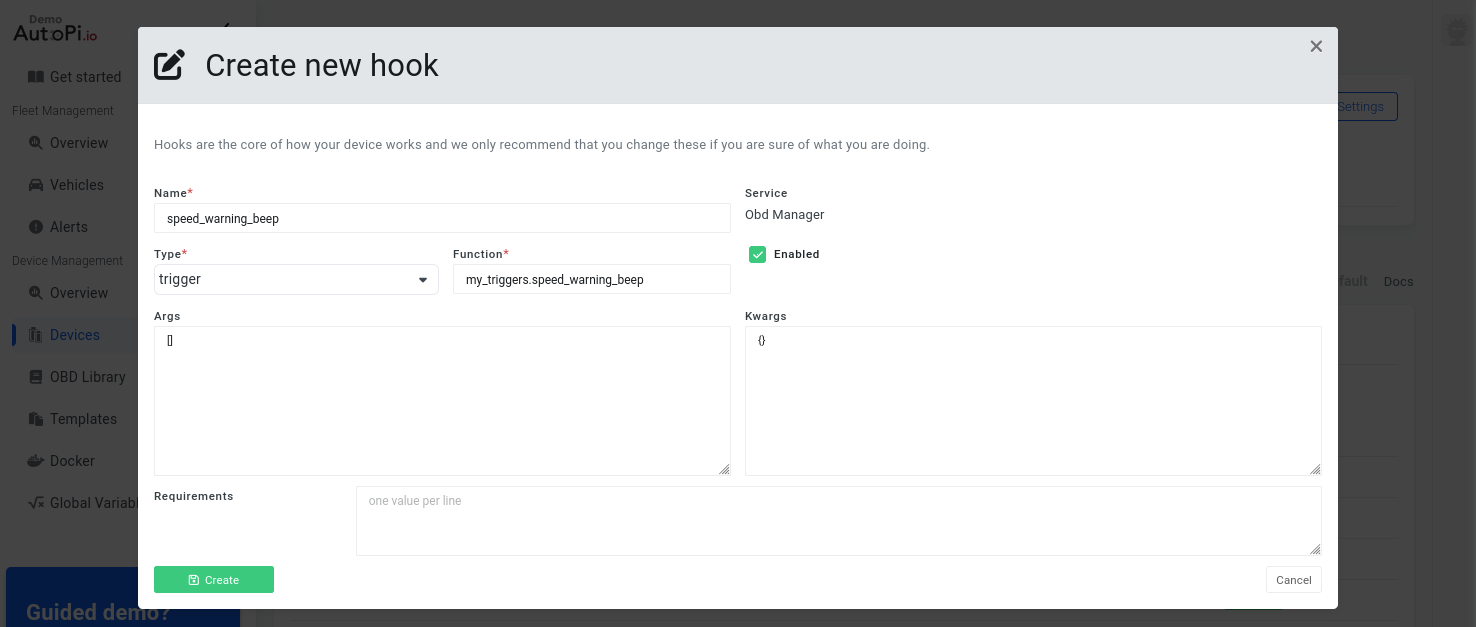 Demo
AutoPi.io
Get started
Fleet Management
Overview
Vehicles
Alerts
Device Management
Overview
Devices
OBD Library
Templates
Docker
Global Variabl
Guided demo?
Create new hook
Hooks are the core of how your device works and we only recommend that you change these if you are sure of what you are doing.
Name*
speed_warning_beep
Service
Obd Manager
Type*
trigger
Function*
my_triggers.speed_warning_beep
Enabled
Args
[]
Kwargs
{}
Requirements
one value per line
Create
Cancel
Settings
fault Docs